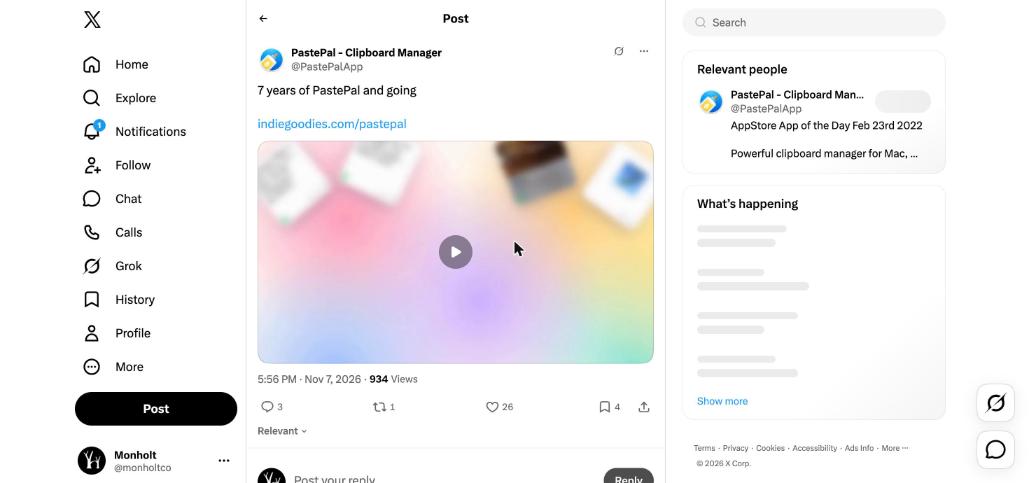 Home
Explore
1
Notifications
Follow
Chat
Calls
Grok
History
Profile
More
Post
Monholt
@monholtco
Post
PastePal - Clipboard Manager
@PastePalApp
7 years of PastePal and going
indiegoodies.com/pastepal
5:56 PM · Nov 7, 2026 · 934 Views
3 1 26 4
Relevant
Post your reply
Reply
Search
Relevant people
PastePal - Clipboard Man...
@PastePalApp
AppStore App of the Day Feb 23rd 2022
Powerful clipboard manager for Mac, ...
What's happening
Show more
Terms · Privacy · Cookies · Accessibility · Ads Info · More ···
© 2026 X Corp.